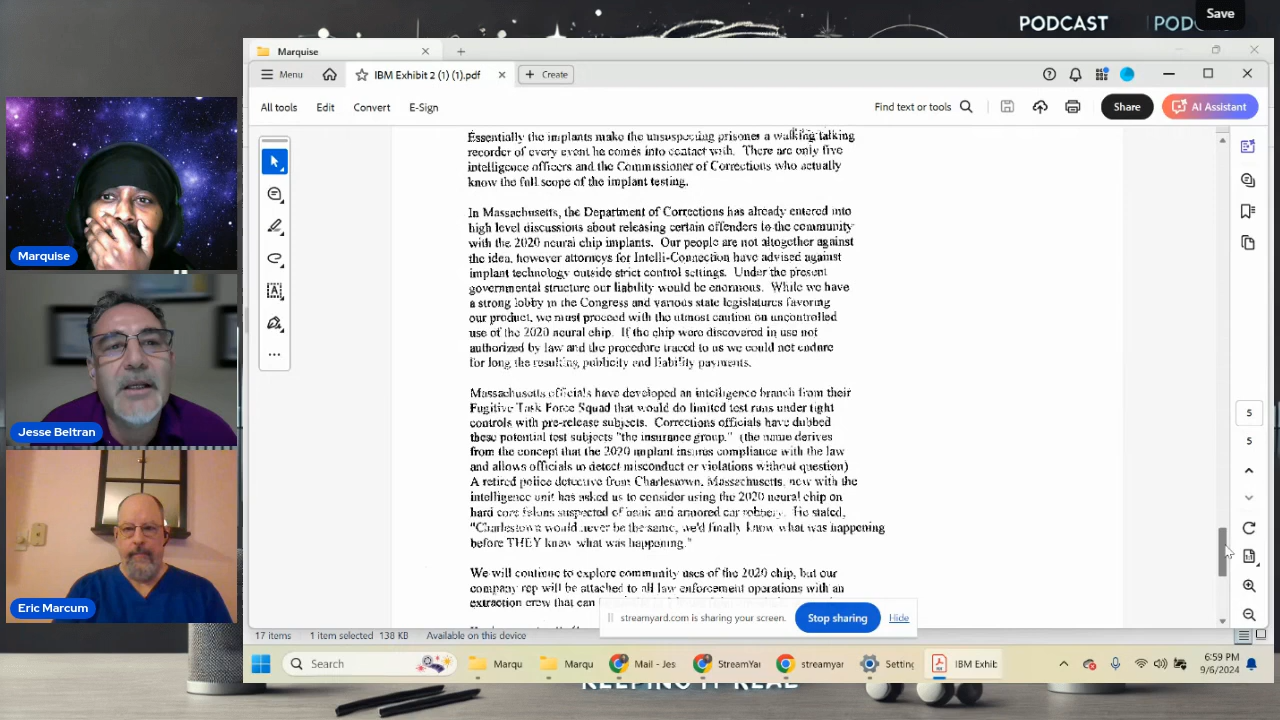 PODCAST
Save
Marquise
IBM Exhibit 2 (1) (1).pdf
Menu
Create
All tools
Edit
Convert
E-Sign
Find text or tools
Share
AI Assistant
Essentially the implants make the unsuspecting prisoner a walking talking
recorder of every event he comes into contact with. There are only five
intelligence officers and the Commissioner of Corrections who actually
know the full scope of the implant testing.
In Massachusetts, the Department of Corrections has already entered into
high level discussions about releasing certain offenders to the community
with the 2020 neural chip implants. Our people are not altogether against
the idea, however attorneys for Intelli-Connection have advised against
implant technology outside strict control settings. Under the present
governmental structure our liability would be enormous. While we have
a strong lobby in the Congress and various state legislatures favoring
our product, we must proceed with the utmost caution on uncontrolled
use of the 2020 neural chip. If the chip were discovered in use not
authorized by law and the procedure traced to us we could not endure
for long the resulting publicity and liability payments.
Massachusetts officials have developed an intelligence branch from their
Fugitive Task Force Squad that would do limited test runs under tight
controls with pre-release subjects. Corrections officials have dubbed
these potential test subjects "the insurance group." (the name derives
from the concept that the 2020 implant insures compliance with the law
and allows officials to detect misconduct or violations without question)
A retired police detective from Charlestown, Massachusetts, now with the
intelligence unit has asked us to consider using the 2020 neural chip on
hard core felons suspected of bank and armored car robbery. He stated,
"Charlestown would never be the same, we'd finally know what was happening
before THEY knew what was happening."
We will continue to explore community uses of the 2020 chip, but our
company rep will be attached to all law enforcement operations with an
extraction crew that can
5
5
Marquise
Jesse Beltran
Eric Marcum
streamyard.com is sharing your screen.
Stop sharing
Hide
17 items
1 item selected 138 KB
Available on this device
Search
Marqu
Marqu
Mail - Jes
StreamYar
streamyar
Setting
IBM Exhib
6:59 PM
9/6/2024
KEEPING IT REAL